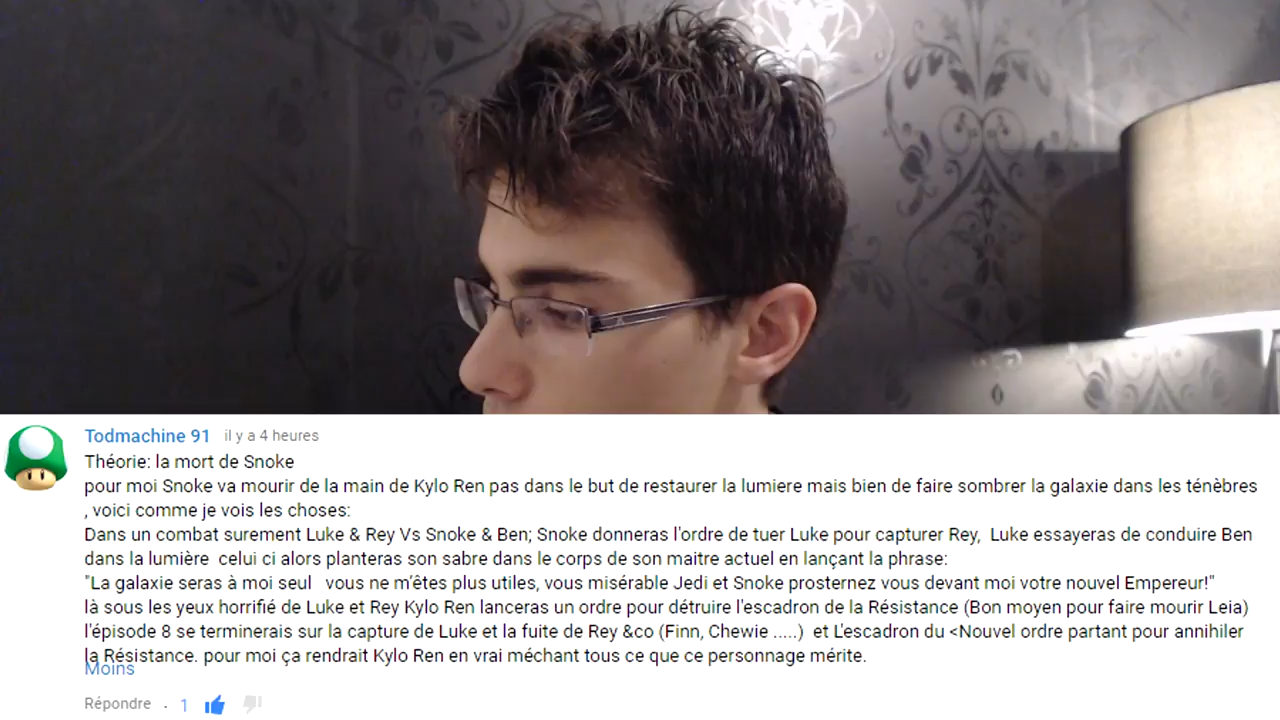 Todmachine 91 il y a 4 heures
Théorie: la mort de Snoke
pour moi Snoke va mourir de la main de Kylo Ren pas dans le but de restaurer la lumiere mais bien de faire sombrer la galaxie dans les ténèbres
, voici comme je vois les choses:
Dans un combat surement Luke & Rey Vs Snoke & Ben; Snoke donneras l'ordre de tuer Luke pour capturer Rey,  Luke essayeras de conduire Ben
dans la lumière  celui ci alors planteras son sabre dans le corps de son maitre actuel en lançant la phrase:
"La galaxie seras à moi seul   vous ne m'êtes plus utiles, vous misérable Jedi et Snoke prosternez vous devant moi votre nouvel Empereur!"
là sous les yeux horrifié de Luke et Rey Kylo Ren lanceras un ordre pour détruire l'escadron de la Résistance (Bon moyen pour faire mourir Leia)
l'épisode 8 se terminerais sur la capture de Luke et la fuite de Rey &co (Finn, Chewie .....)  et L'escadron du <Nouvel ordre partant pour annihiler
la Résistance. pour moi ça rendrait Kylo Ren en vrai méchant tous ce que ce personnage mérite.
Moins
Répondre . 1